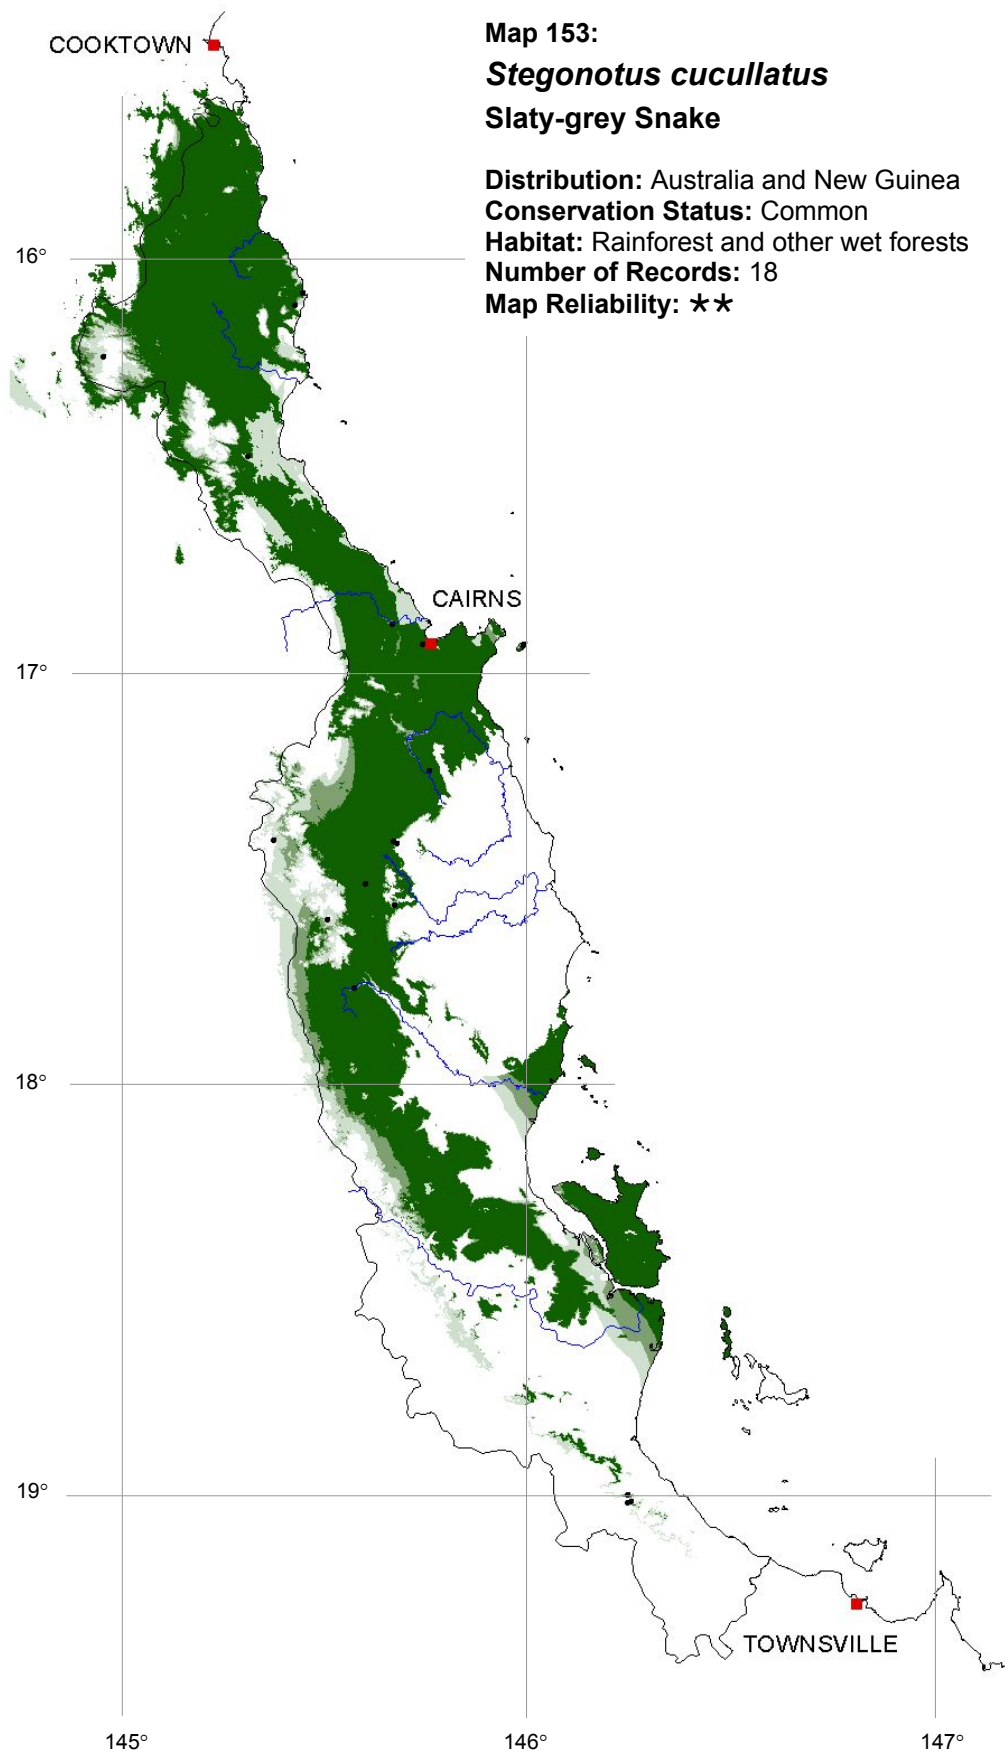 COOKTOWN
Map 153:
Stegonotus cucullatus
Slaty-grey Snake
Distribution: Australia and New Guinea
Conservation Status: Common
Habitat: Rainforest and other wet forests
Number of Records: 18
Map Reliability: **
16°
CAIRNS
17°
18°
19°
TOWNSVILLE
145° 146° 147°